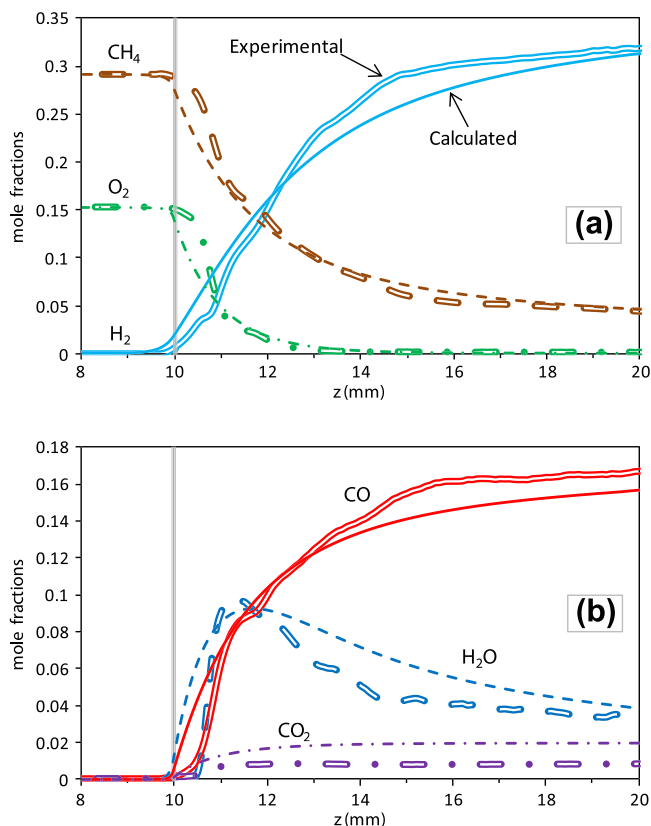 0.35
0.3
0.25
0.2
0.15
0.1
0.05
0
mole fractions
CH4
Experimental
Calculated
O2
(a)
H2
8 10 12 14 16 18 20
z (mm)
0.18
0.16
0.14
0.12
0.1
0.08
0.06
0.04
0.02
0
mole fractions
CO
(b)
H2O
CO2
8 10 12 14 16 18 20
z (mm)